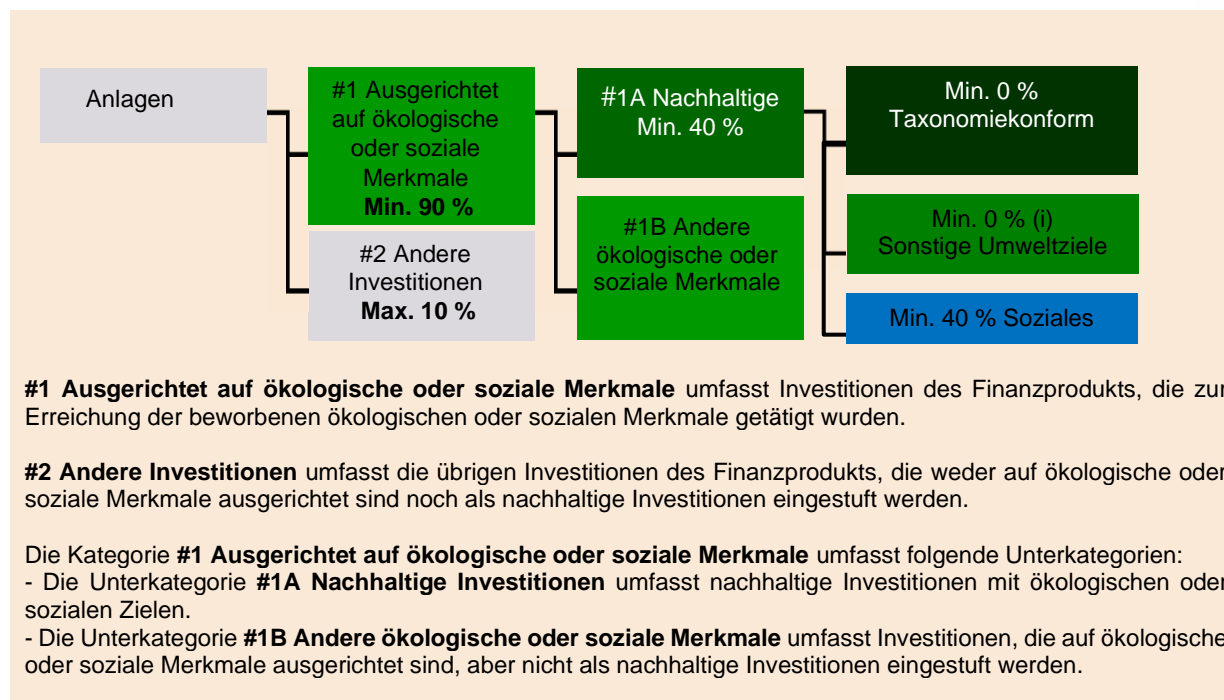 Anlagen
#1 Ausgerichtet
auf ökologische
oder soziale
Merkmale
Min. 90 %
#2 Andere
Investitionen
Max. 10 %
#1A Nachhaltige
Min. 40 %
#1B Andere
ökologische oder
soziale Merkmale
Min. 0 %
Taxonomiekonform
Min. 0 % (i)
Sonstige Umweltziele
Min. 40 % Soziales
#1 Ausgerichtet auf ökologische oder soziale Merkmale umfasst Investitionen des Finanzprodukts, die zur
Erreichung der beworbenen ökologischen oder sozialen Merkmale getätigt wurden.
#2 Andere Investitionen umfasst die übrigen Investitionen des Finanzprodukts, die weder auf ökologische oder
soziale Merkmale ausgerichtet sind noch als nachhaltige Investitionen eingestuft werden.
Die Kategorie #1 Ausgerichtet auf ökologische oder soziale Merkmale umfasst folgende Unterkategorien:
- Die Unterkategorie #1A Nachhaltige Investitionen umfasst nachhaltige Investitionen mit ökologischen oder
sozialen Zielen.
- Die Unterkategorie #1B Andere ökologische oder soziale Merkmale umfasst Investitionen, die auf ökologische
oder soziale Merkmale ausgerichtet sind, aber nicht als nachhaltige Investitionen eingestuft werden.